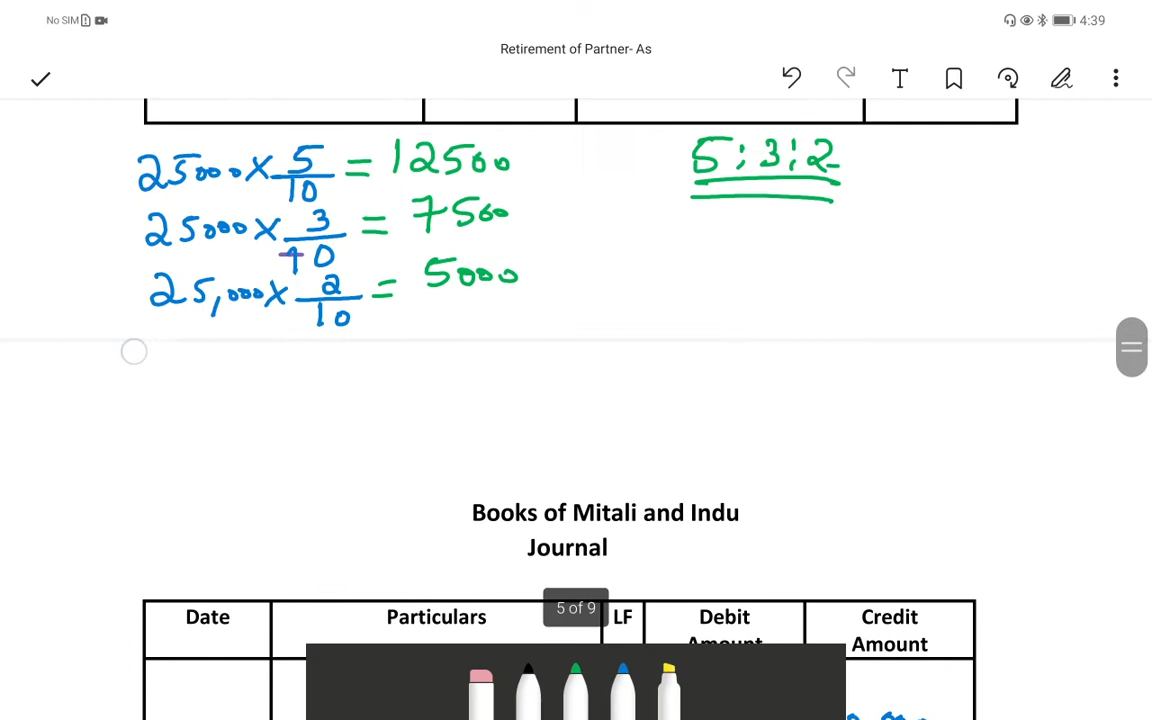 No SIM 4:39
Retirement of Partner- As
T
25000 × 5/10 = 12500 5:3:2
25000 × 3/10 = 7500
25,000 × 2/10 = 5000
Books of Mitali and Indu
Journal
5 of 9
Date Particulars LF Debit Amount Credit Amount